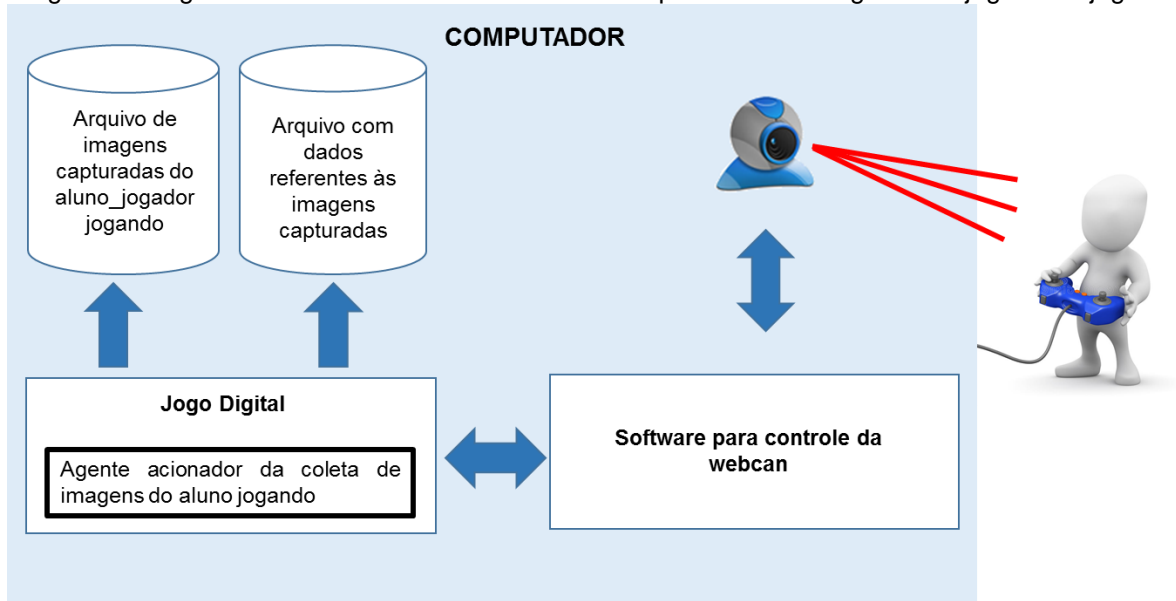 COMPUTADOR
Arquivo de
imagens
capturadas do
aluno_jogador
jogando
Arquivo com
dados
referentes às
imagens
capturadas
Jogo Digital
Agente acionador da coleta de
imagens do aluno jogando
Software para controle da
webcan